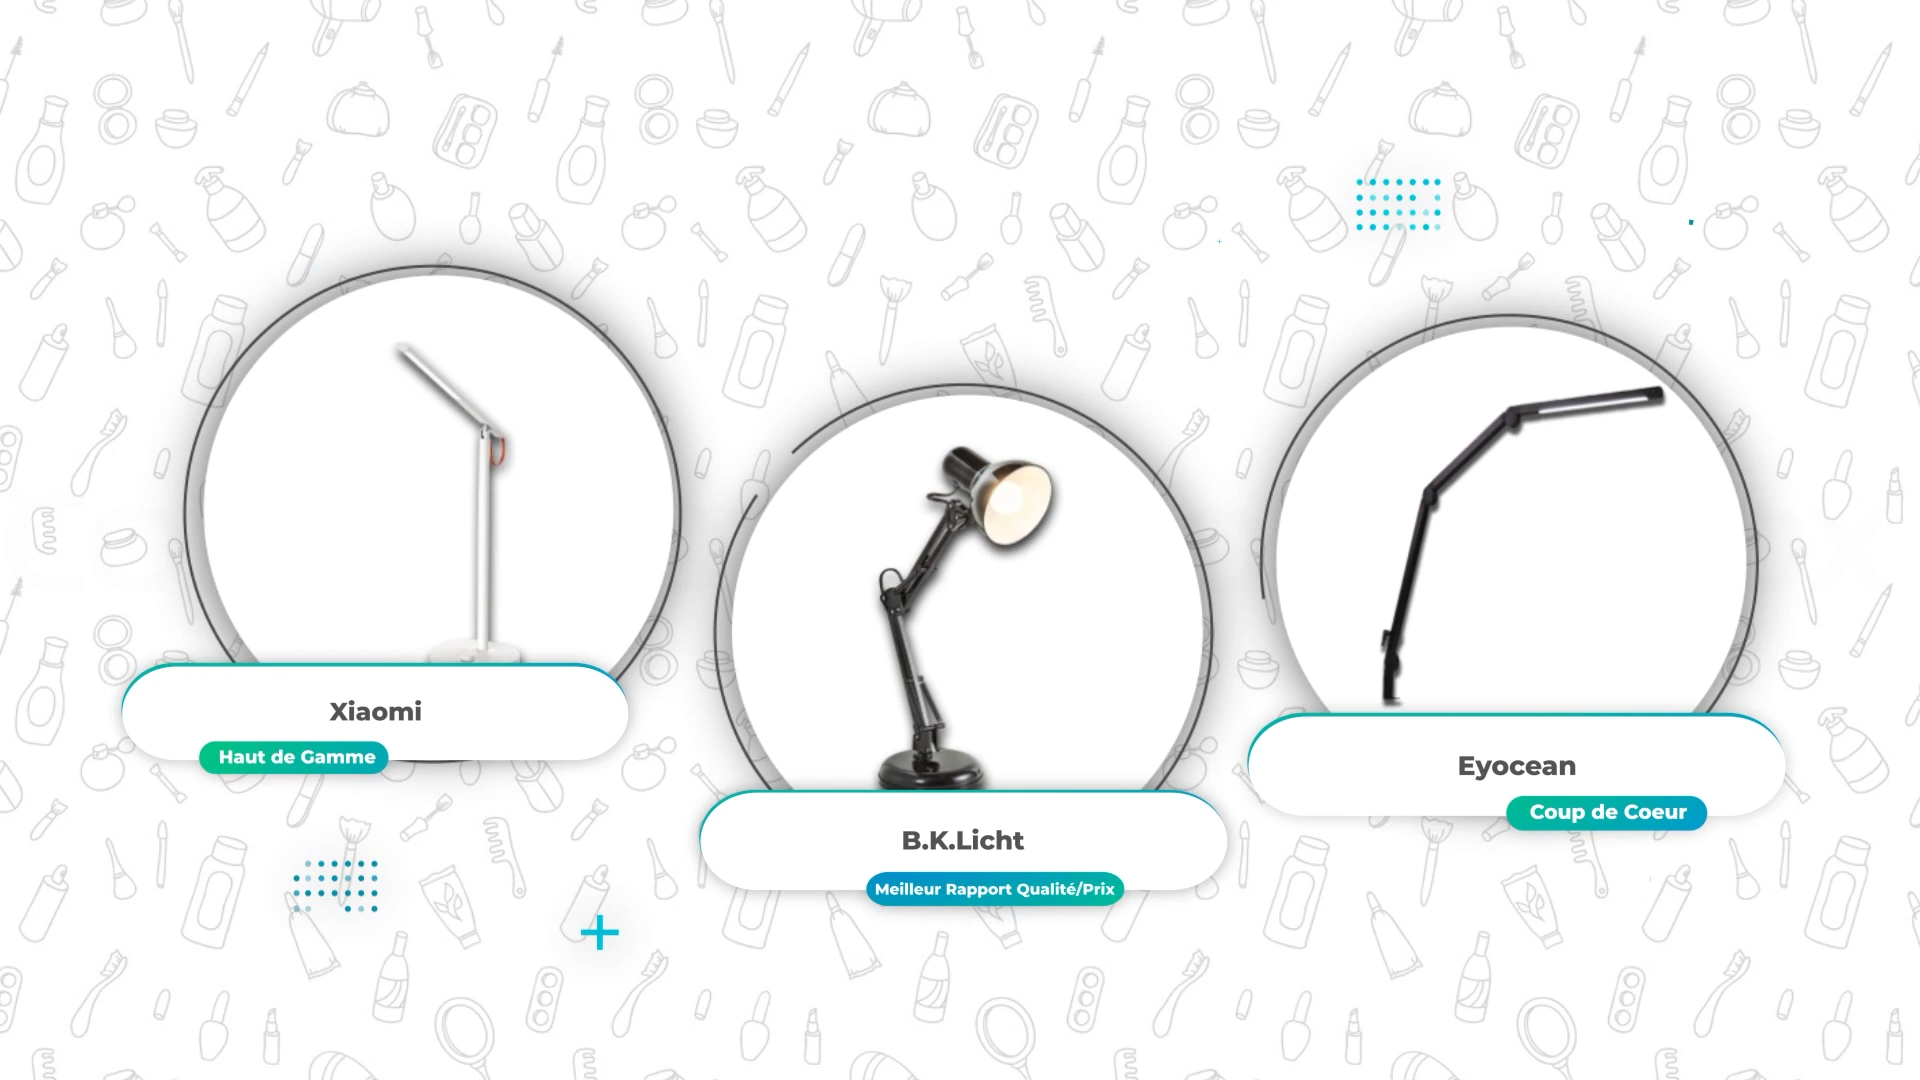 Xiaomi
Haut de Gamme
B.K.Licht
Meilleur Rapport Qualité/Prix
Eyocean
Coup de Coeur